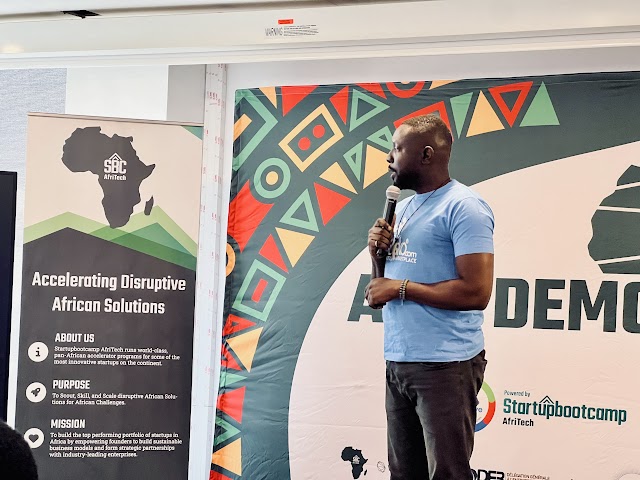 SBC
AfriTech
Accelerating Disruptive
African Solutions
ABOUT US
Startupbootcamp AfriTech runs world-class,
pan-African accelerator programs for some of the
most innovative startups on the continent.
PURPOSE
To Scout, Skill, and Scale disruptive African Solu-
tions for African Challenges.
MISSION
To build the top performing portfolio of startups in
Africa by empowering founders to build sustainable
business models and form strategic partnerships
with industry-leading enterprises.
DEMO
Powered by
Startupbootcamp
AfriTech
DÉLÉGATION GÉNÉRALE